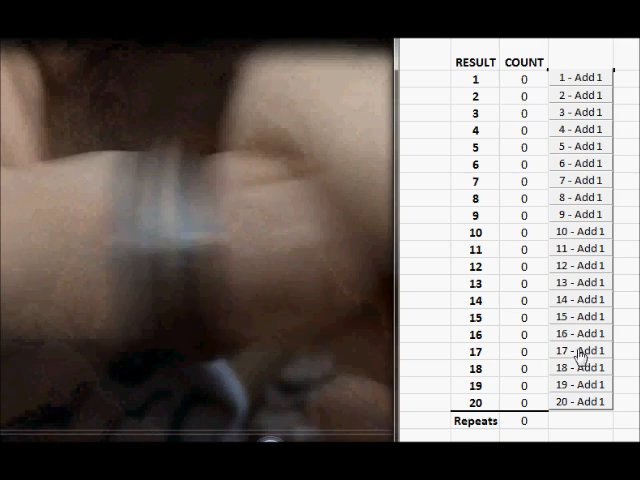 RESULT COUNT
1 0 1 - Add 1
2 0 2 - Add 1
3 0 3 - Add 1
4 0 4 - Add 1
5 0 5 - Add 1
6 0 6 - Add 1
7 0 7 - Add 1
8 0 8 - Add 1
9 0 9 - Add 1
10 0 10 - Add 1
11 0 11 - Add 1
12 0 12 - Add 1
13 0 13 - Add 1
14 0 14 - Add 1
15 0 15 - Add 1
16 0 16 - Add 1
17 0 17 - Add 1
18 0 18 - Add 1
19 0 19 - Add 1
20 0 20 - Add 1
Repeats 0